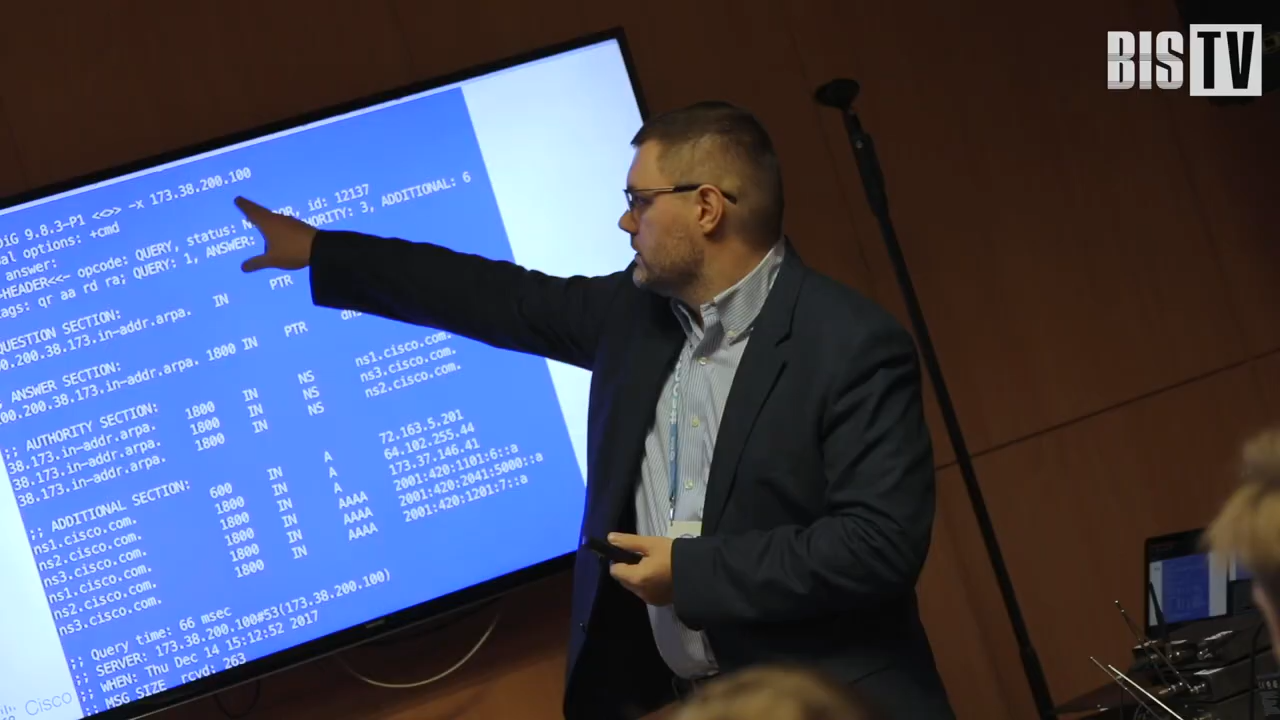 BIS TV
DiG 9.8.3-P1 <<>> -x 173.38.200.100
al options: +cmd
answer:
HEADER<<- opcode: QUERY, status: N OR, id: 12137
ags: qr aa rd ra; QUERY: 1, ANSWER: HORITY: 3, ADDITIONAL: 6
QUESTION SECTION:
0.200.38.173.in-addr.arpa. IN PTR
ANSWER SECTION:
100.200.38.173.in-addr.arpa. 1800 IN PTR
;; AUTHORITY SECTION:
38.173.in-addr.arpa. 1800 IN NS ns1.cisco.com.
38.173.in-addr.arpa. 1800 IN NS ns3.cisco.com.
38.173.in-addr.arpa. 1800 IN NS ns2.cisco.com.
;; ADDITIONAL SECTION:
ns1.cisco.com. 600 IN A 72.163.5.201
ns2.cisco.com. 1800 IN A 64.102.255.44
ns3.cisco.com. 1800 IN A 173.37.146.41
ns1.cisco.com. 1800 IN AAAA 2001:420:1101:6::a
ns2.cisco.com. 1800 IN AAAA 2001:420:2041:5000::a
ns3.cisco.com. 1800 IN AAAA 2001:420:1201:7::a
;; Query time: 66 msec
;; SERVER: 173.38.200.100#53(173.38.200.100)
;; WHEN: Thu Dec 14 15:12:52 2017
;; MSG SIZE rcvd: 263
Cisco